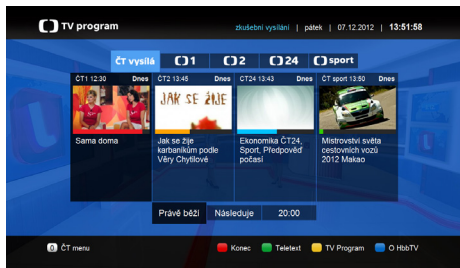 TV program
zkušební vysílání | pátek | 07.12.2012 | 13:51:58
ČT vysílá 1 2 24 sport
ČT1 12:30 Dnes ČT2 13:45 Dnes ČT24 13:43 Dnes ČT sport 13:50 Dnes
JAK SE ŽIJE
Sama doma
Jak se žije
karbaníkům podle
Věry Chytilové
Ekonomika ČT24,
Sport, Předpověď
počasí
Mistrovství světa
cestovních vozů
2012 Makao
Právě běží Následuje 20:00
0 ČT menu Konec Teletext TV Program O HbbTV